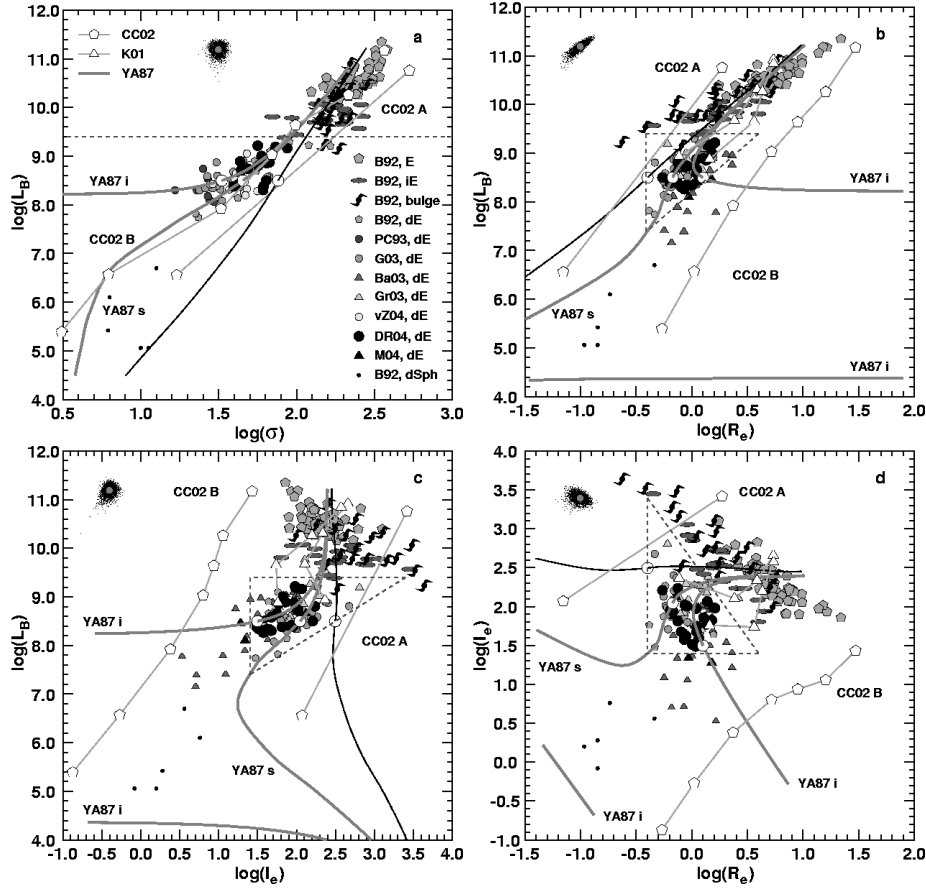 a
CC02
K01
YA87
CC02 A
YA87 i
CC02 B
YA87 s
B92, E
B92, iE
B92, bulge
B92, dE
PC93, dE
G03, dE
Ba03, dE
Gr03, dE
vZ04, dE
DR04, dE
M04, dE
B92, dSph
12.0
11.0
10.0
9.0
8.0
7.0
6.0
5.0
4.0
log(L_B)
0.5 1.0 1.5 2.0 2.5 3.0
log(σ)
b
CC02 A
YA87 i
CC02 B
YA87 s
YA87 i
12.0
11.0
10.0
9.0
8.0
7.0
6.0
5.0
4.0
log(L_B)
-1.5 -1.0 -0.5 0.0 0.5 1.0 1.5 2.0
log(R_e)
c
CC02 B
YA87 i
CC02 A
YA87 s
YA87 i
12.0
11.0
10.0
9.0
8.0
7.0
6.0
5.0
4.0
log(L_B)
-1.0 -0.5 0.0 0.5 1.0 1.5 2.0 2.5 3.0 3.5 4.0
log(I_e)
d
CC02 A
YA87 s
CC02 B
YA87 i
YA87 i
4.0
3.5
3.0
2.5
2.0
1.5
1.0
0.5
0.0
-0.5
-1.0
log(I_e)
-1.5 -1.0 -0.5 0.0 0.5 1.0 1.5 2.0
log(R_e)